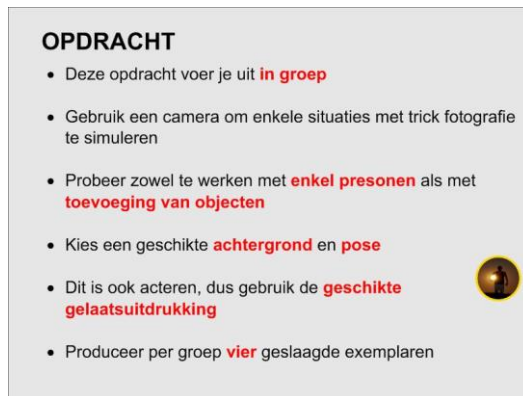 OPDRACHT
• Deze opdracht voer je uit in groep
• Gebruik een camera om enkele situaties met trick fotografie
te simuleren
• Probeer zowel te werken met enkel presonen als met
toevoeging van objecten
• Kies een geschikte achtergrond en pose
• Dit is ook acteren, dus gebruik de geschikte
gelaatsuitdrukking
• Produceer per groep vier geslaagde exemplaren